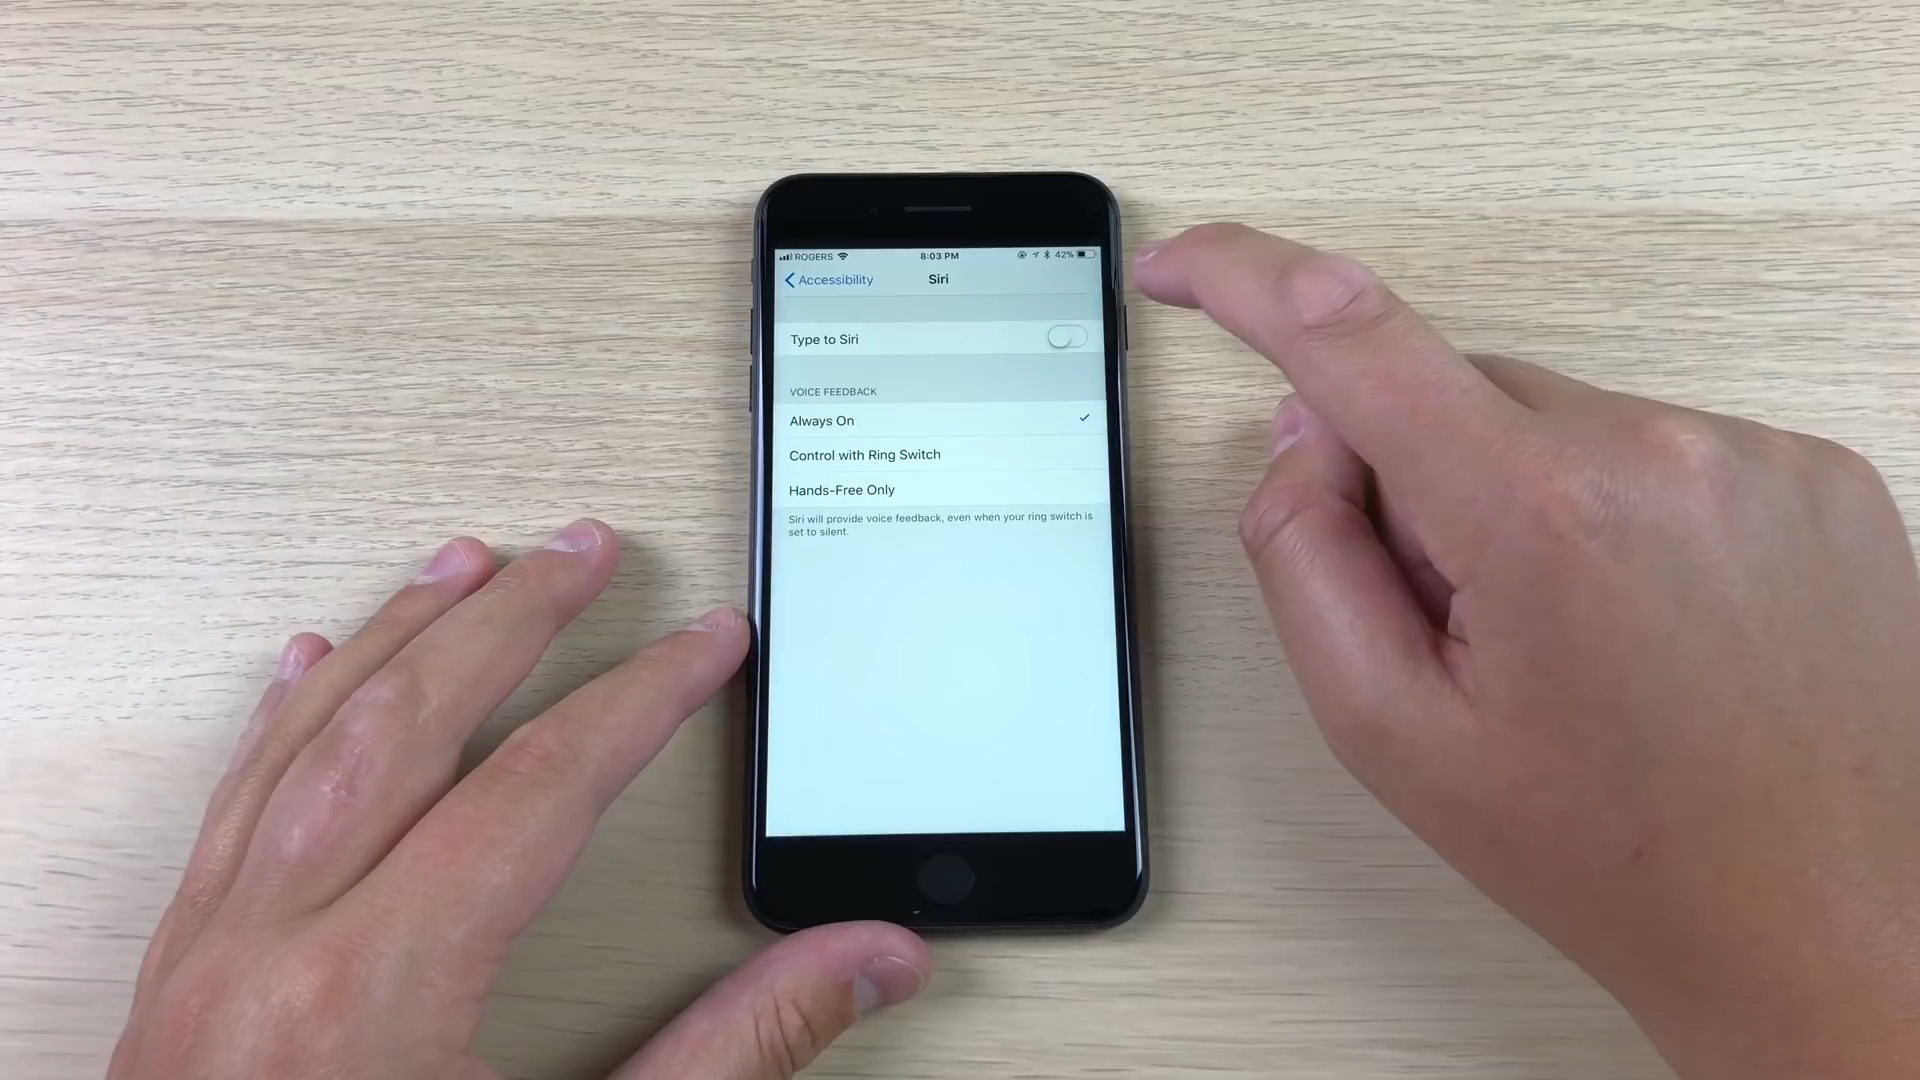 ROGERS 8:03 PM 42%
Accessibility Siri
Type to Siri
VOICE FEEDBACK
Always On
Control with Ring Switch
Hands-Free Only
Siri will provide voice feedback, even when your ring switch is
set to silent.